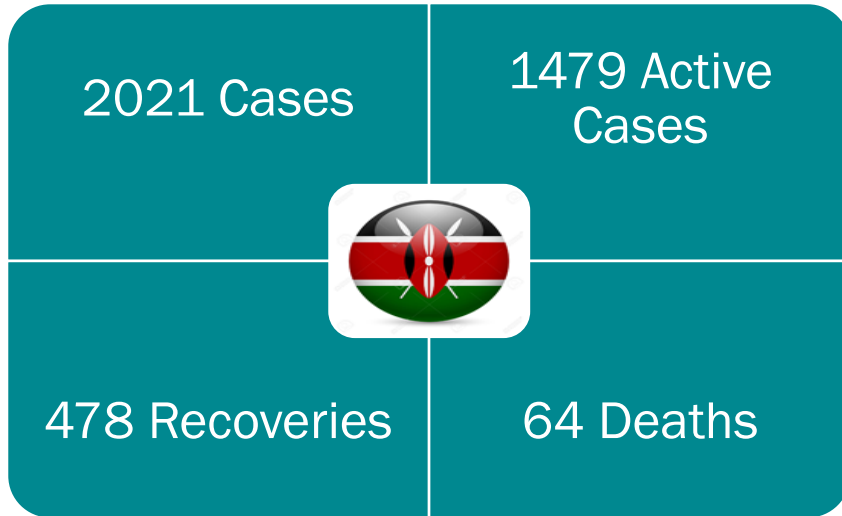 2021 Cases
1479 Active
Cases
478 Recoveries
64 Deaths